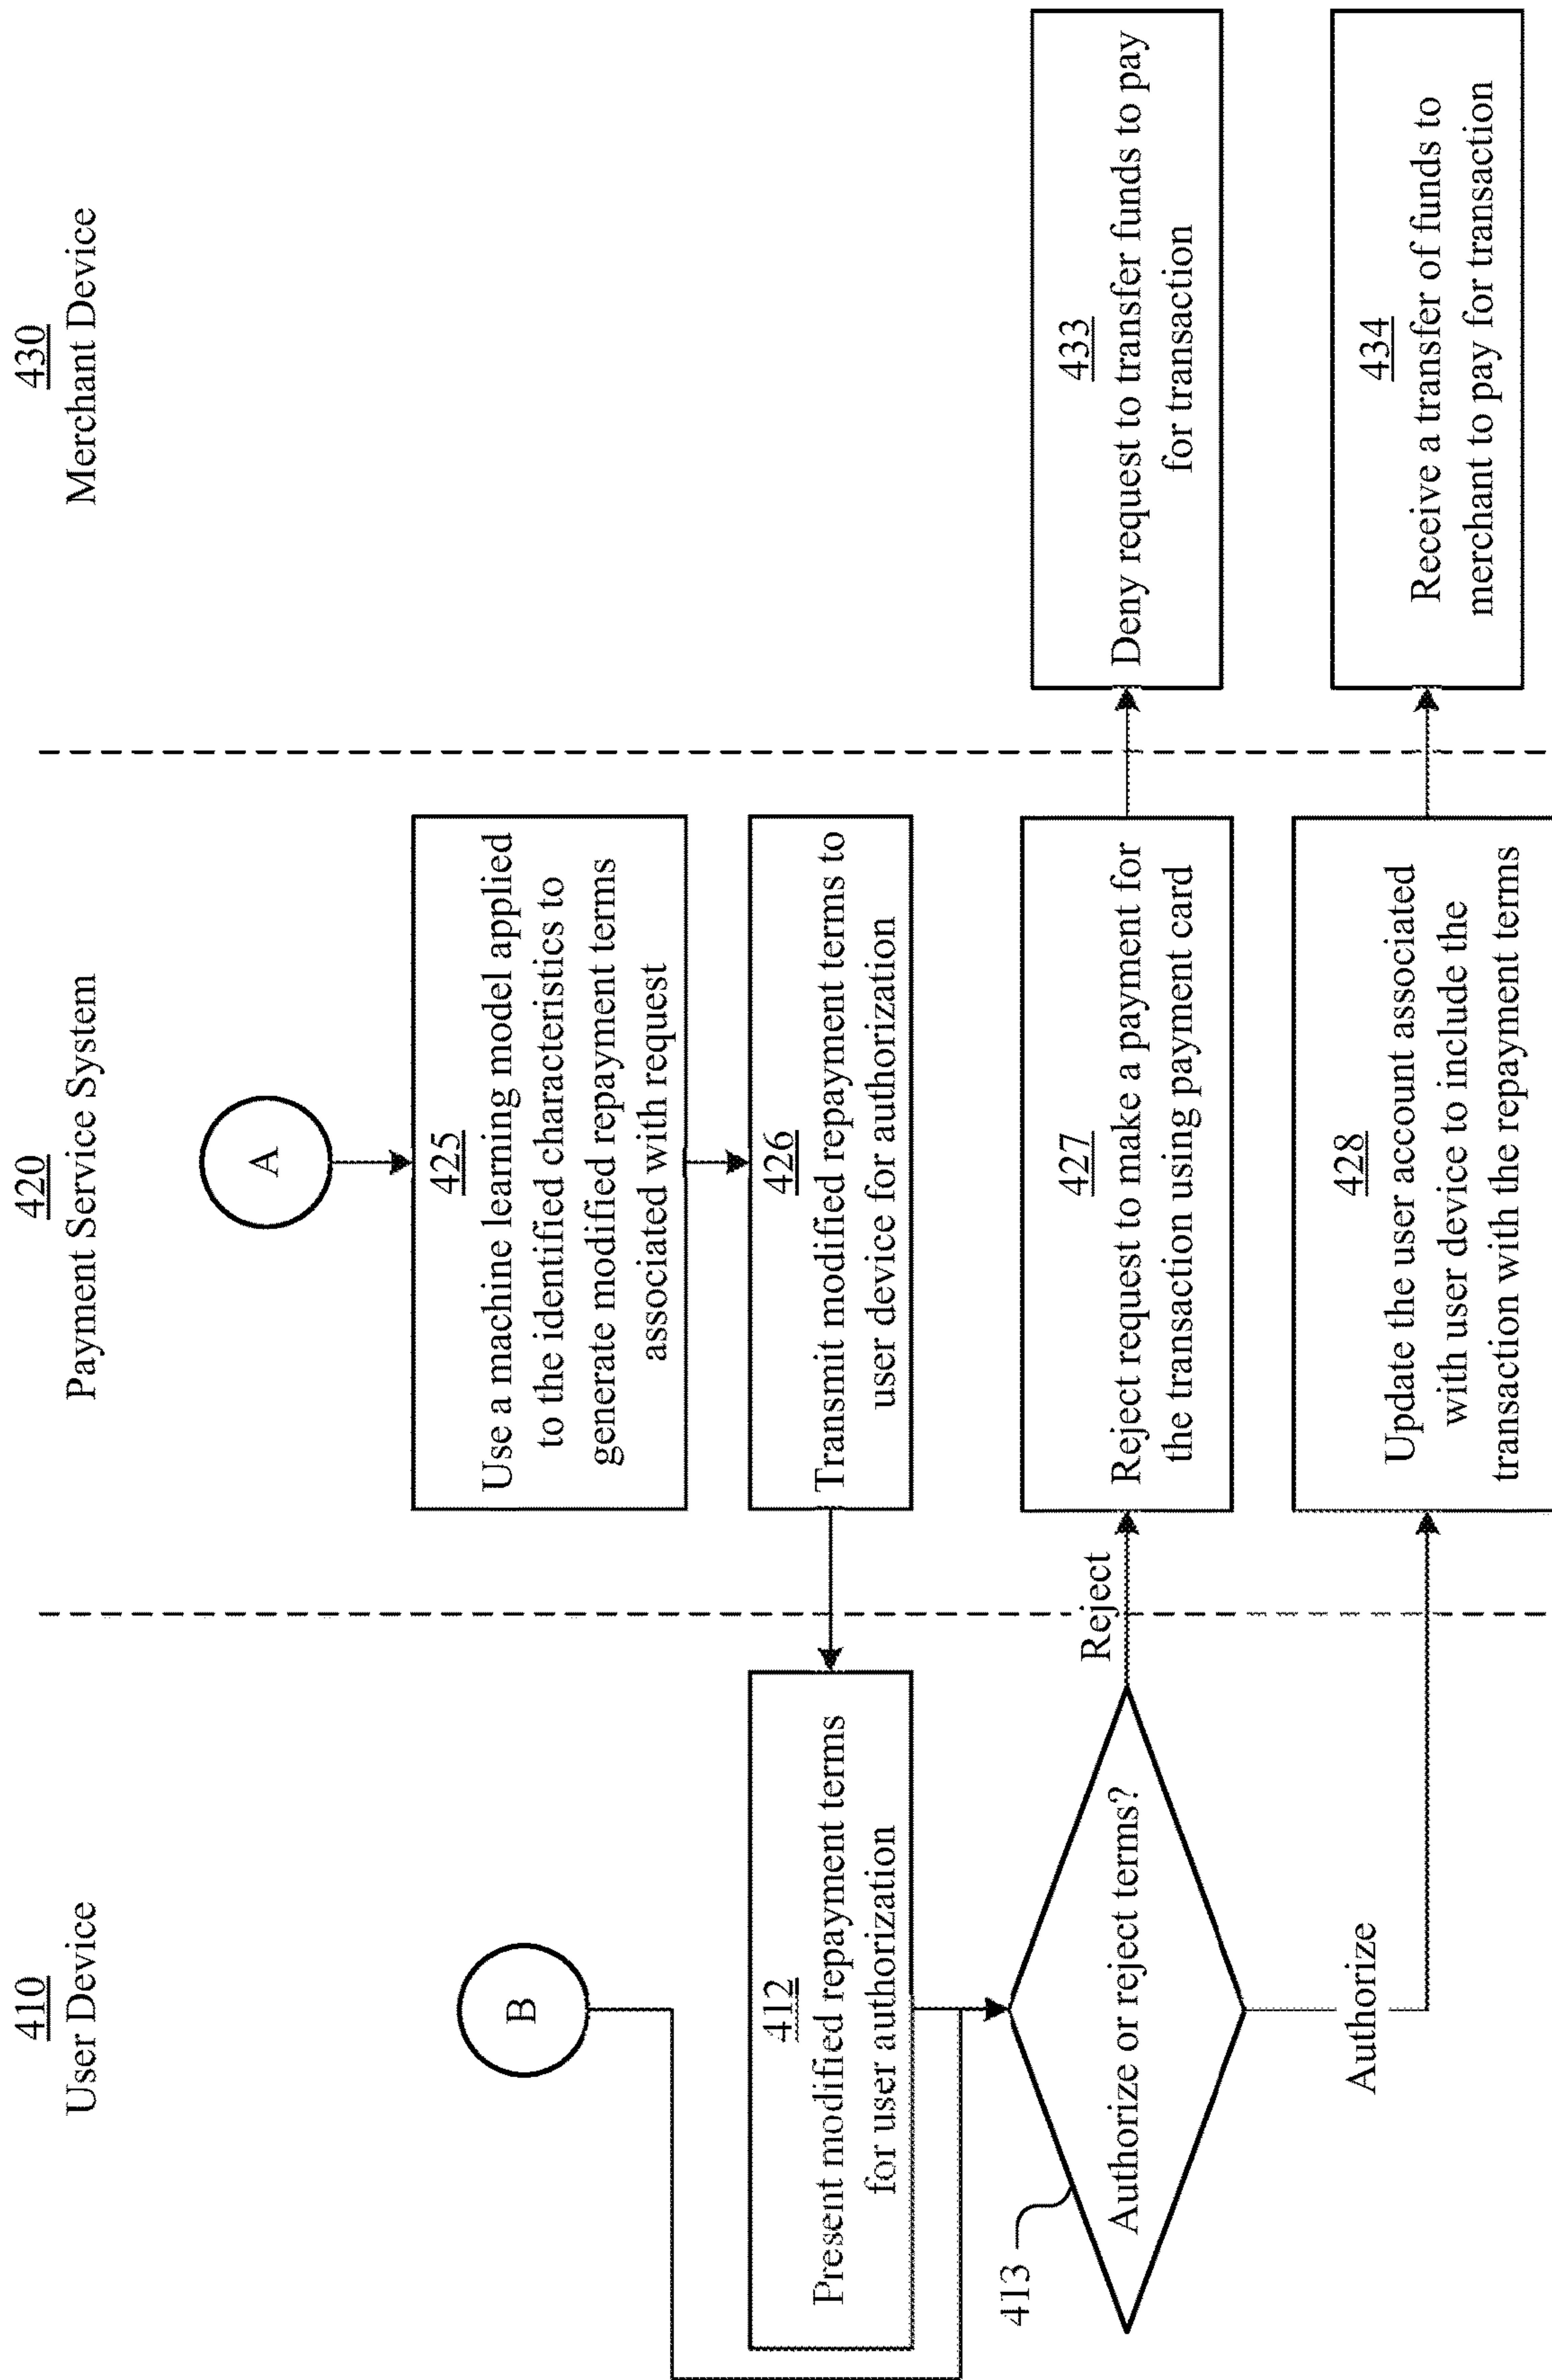 410
User Device
420
Payment Service System
430
Merchant Device
A
B
425
Use a machine learning model applied
to the identified characteristics to
generate modified repayment terms
associated with request
412
Present modified repayment terms
for user authorization
426
Transmit modified repayment terms to
user device for authorization
413
Authorize or reject terms?
Reject
427
Reject request to make a payment for
the transaction using payment card
433
Deny request to transfer funds to pay
for transaction
Authorize
428
Update the user account associated
with user device to include the
transaction with the repayment terms
434
Receive a transfer of funds to
merchant to pay for transaction